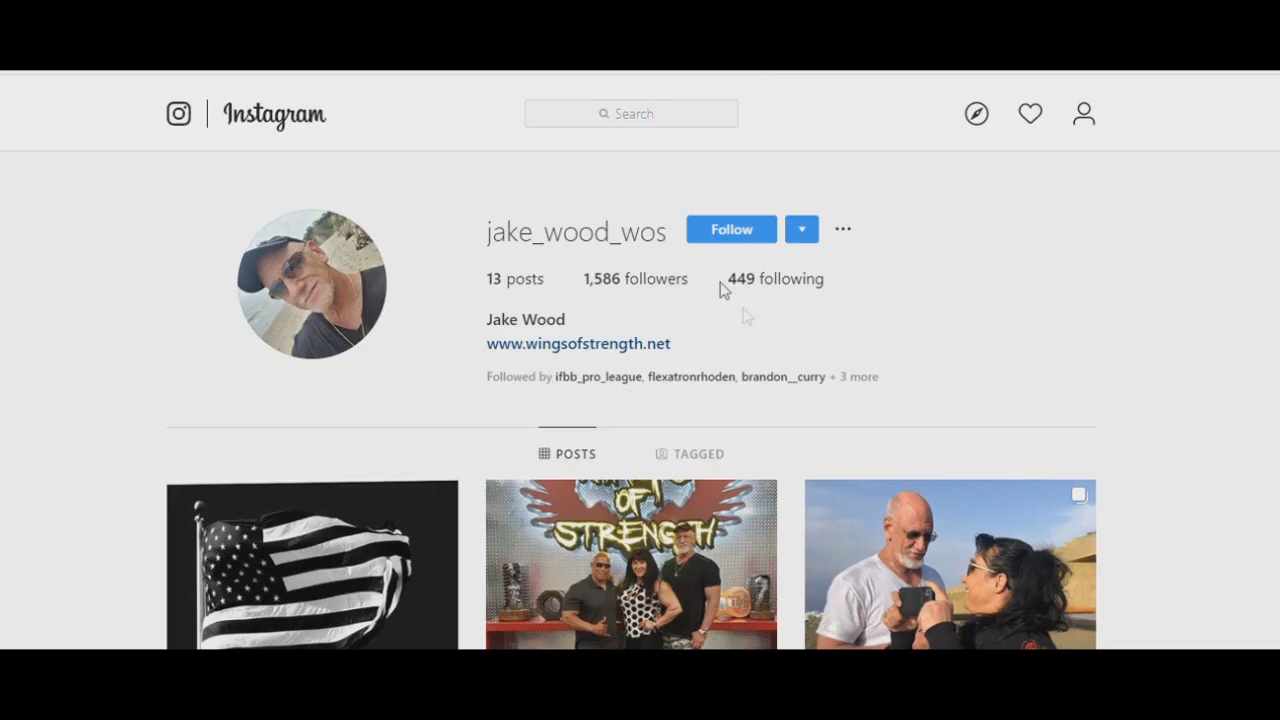 Instagram
Search
jake_wood_wos Follow
13 posts 1,586 followers 449 following
Jake Wood
www.wingsofstrength.net
Followed by ifbb_pro_league, flexatronrhoden, brandon__curry + 3 more
POSTS TAGGED
OF
STRENGTH